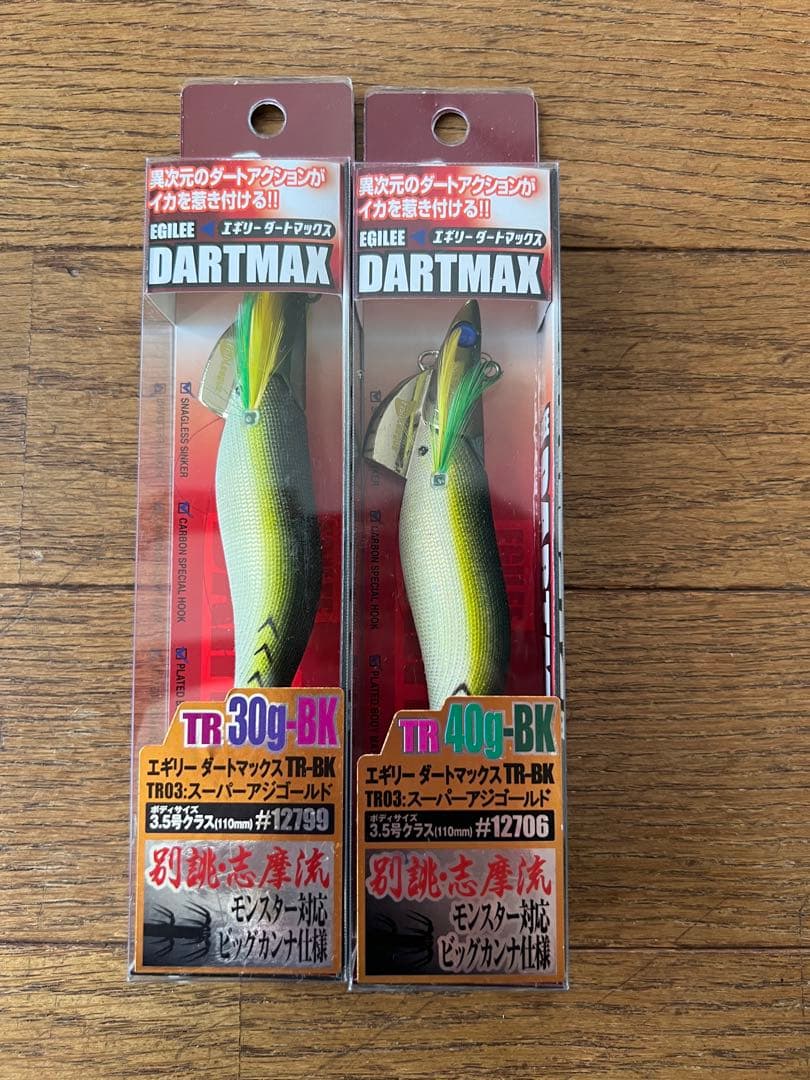 異次元のダートアクションが
イカを惹き付ける!!
EGILEE エギリー ダートマックス
DARTMAX
SNAGLESS SINKER
CARBON SPECIAL HOOK
PLATED BODY
TR 30g-BK
エギリー ダートマックス TR-BK
TR03:スーパーアジゴールド
ボディサイズ
3.5号クラス(110mm) #12799
別誂・志摩流
モンスター対応
ビッグカンナ仕様
異次元のダートアクションが
イカを惹き付ける!!
EGILEE エギリー ダートマックス
DARTMAX
CARBON SPECIAL HOOK
PLATED BODY
TR 40g-BK
エギリー ダートマックス TR-BK
TR03:スーパーアジゴールド
ボディサイズ
3.5号クラス(110mm) #12706
別誂・志摩流
モンスター対応
ビッグカンナ仕様